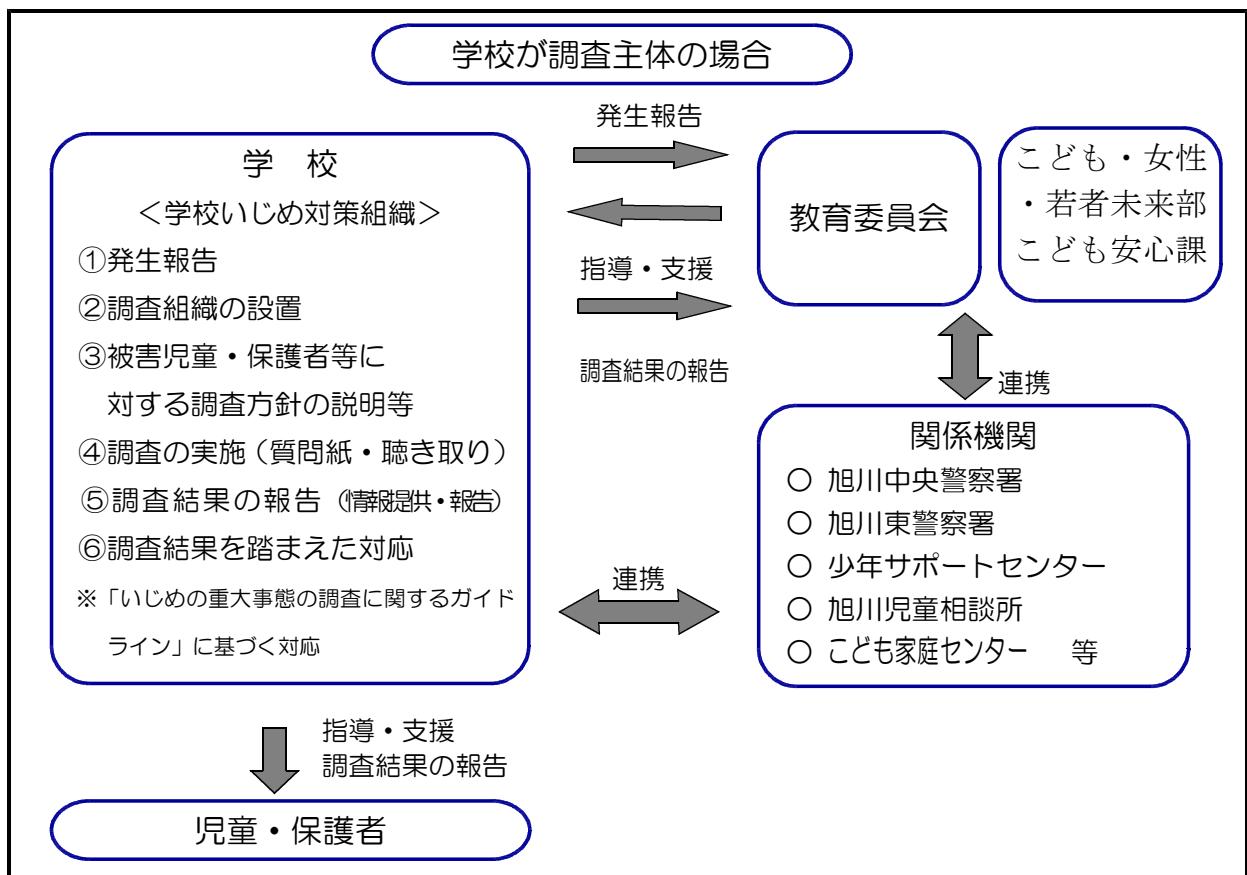 学校が調査主体の場合
学　校
＜学校いじめ対策組織＞
①発生報告
②調査組織の設置
③被害児童・保護者等に
対する調査方針の説明等
④調査の実施（質問紙・聴き取り）
⑤調査結果の報告（情報提供・報告）
⑥調査結果を踏まえた対応
※「いじめの重大事態の調査に関するガイド
ライン」に基づく対応
発生報告
指導・支援
調査結果の報告
教育委員会
こども・女性
・若者未来部
こども安心課
連携
関係機関
○ 旭川中央警察署
○ 旭川東警察署
○ 少年サポートセンター
○ 旭川児童相談所
○ こども家庭センター　等
連携
指導・支援
調査結果の報告
児童・保護者